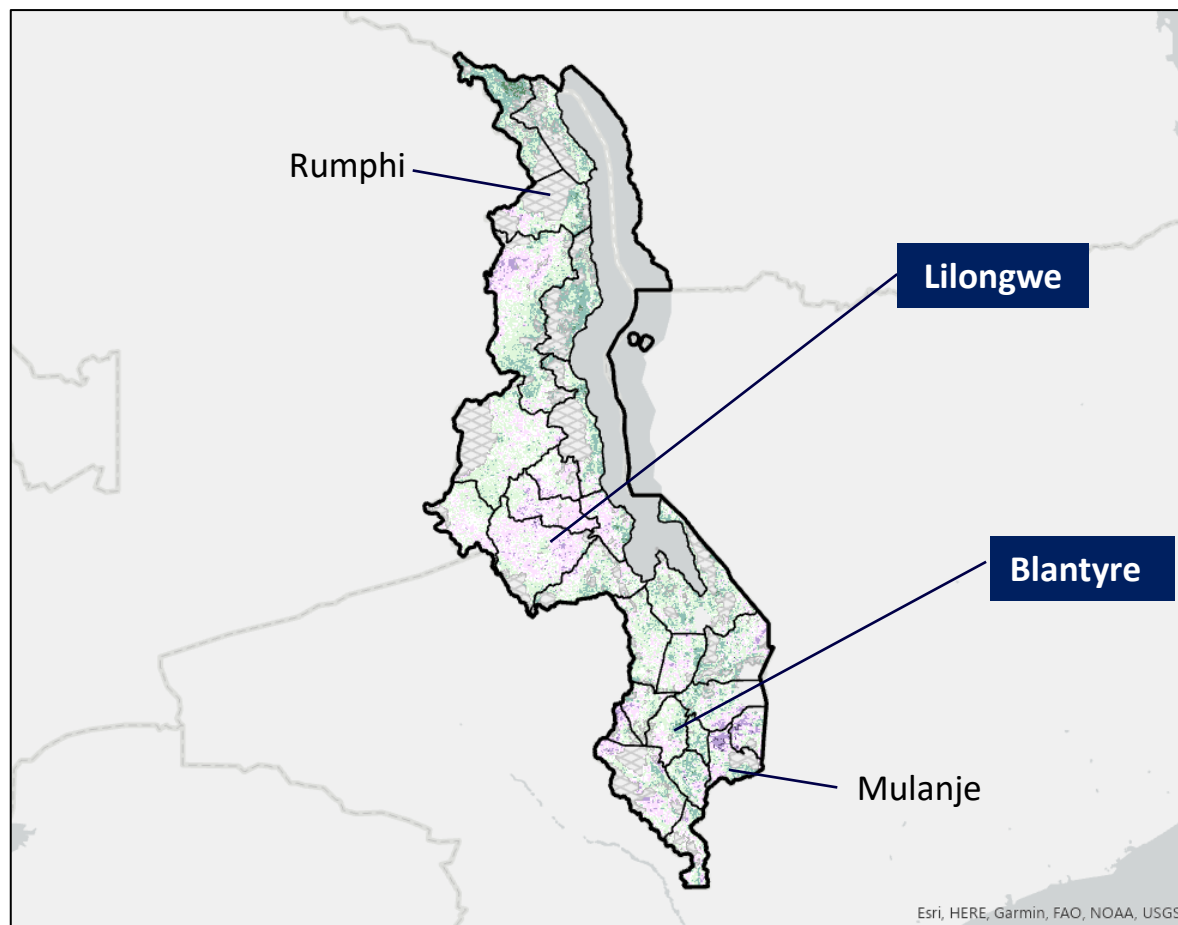 Rumphi
Lilongwe
Blantyre
Mulanje
Esri, HERE, Garmin, FAO, NOAA, USGS